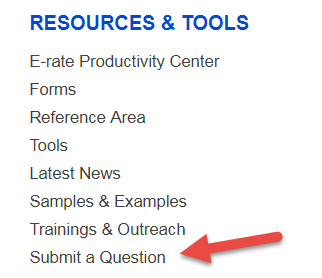 RESOURCES & TOOLS
E-rate Productivity Center
Forms
Reference Area
Tools
Latest News
Samples & Examples
Trainings & Outreach
Submit a Question